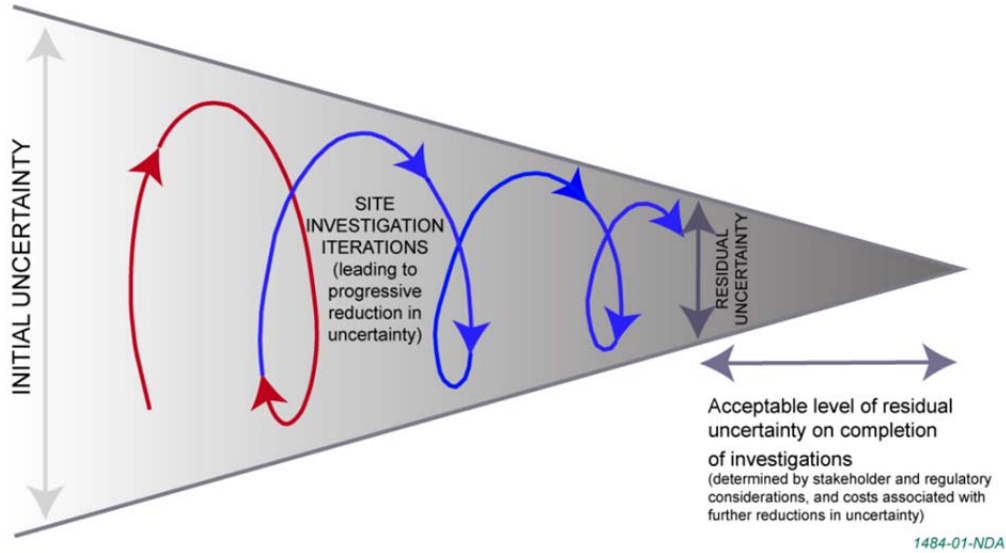 INITIAL UNCERTAINTY
SITE
INVESTIGATION
ITERATIONS
(leading to
progressive
reduction in
uncertainty)
RESIDUAL
UNCERTAINTY
Acceptable level of residual
uncertainty on completion
of investigations
(determined by stakeholder and regulatory
considerations, and costs associated with
further reductions in uncertainty)
1484-01-NDA